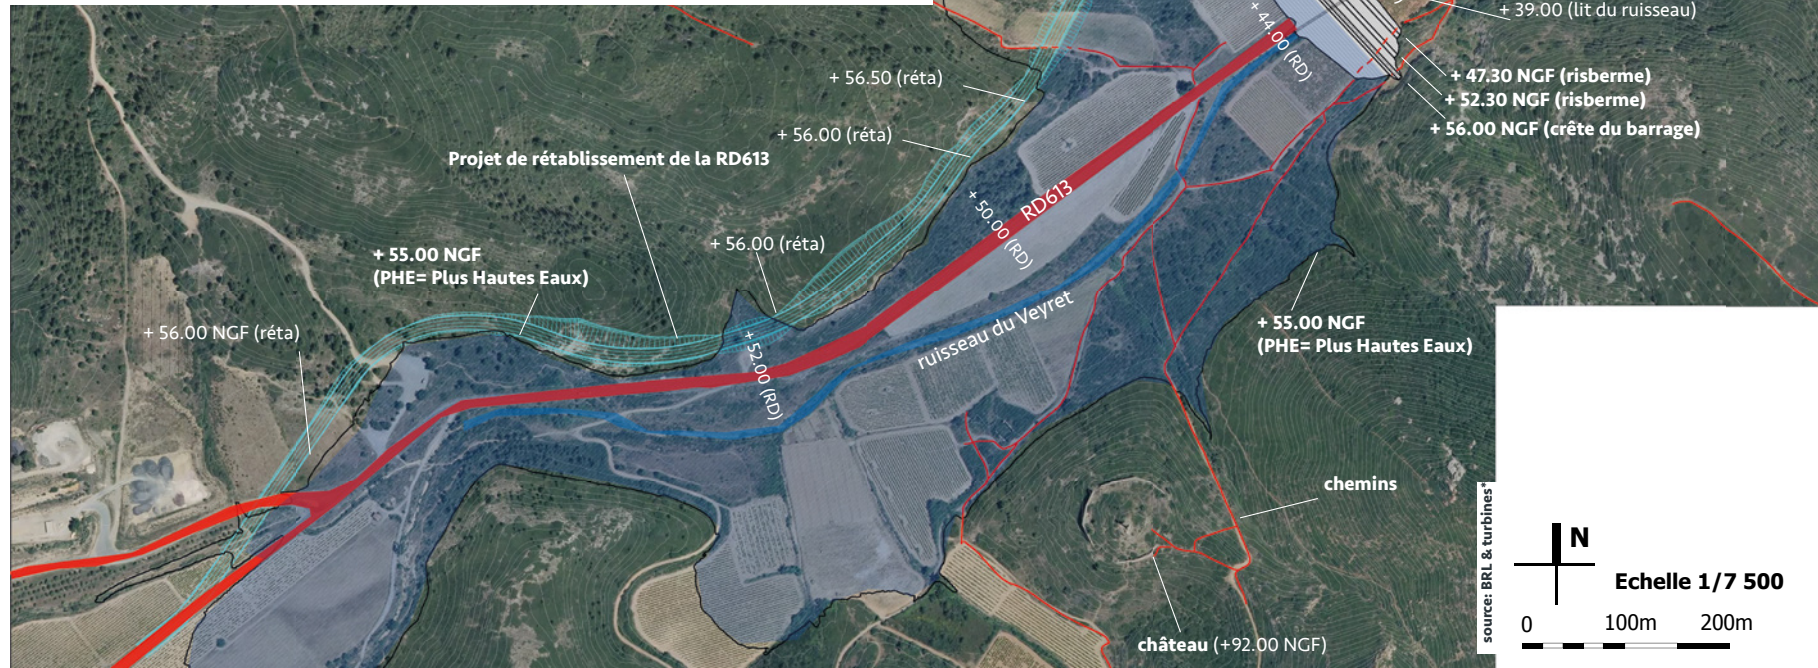 + 39.00 (lit du ruisseau)
+ 44.00 (RD)
+ 56.50 (réta)
+ 47.30 NGF (risberme)
+ 52.30 NGF (risberme)
+ 56.00 NGF (crête du barrage)
+ 56.00 (réta)
Projet de rétablissement de la RD613
RD613
+ 50.00 (RD)
+ 56.00 (réta)
+ 55.00 NGF
(PHE= Plus Hautes Eaux)
+ 56.00 NGF (réta)
ruisseau du Veyret
+ 52.00 (RD)
+ 55.00 NGF
(PHE= Plus Hautes Eaux)
chemins
château (+92.00 NGF)
source: BRL & turbines*
N
Echelle 1/7 500
0 100m 200m